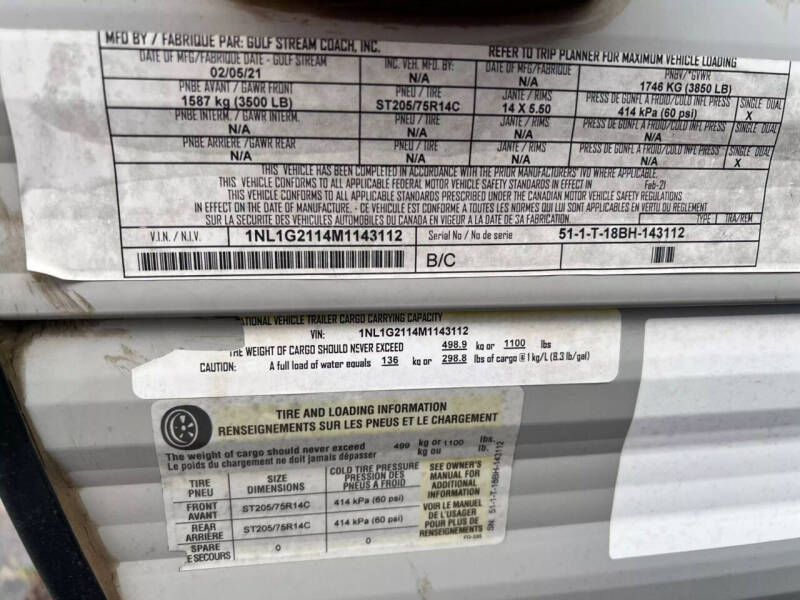 MFD BY / FABRIQUE PAR: GULF STREAM COACH, INC. REFER TO TRIP PLANNER FOR MAXIMUM VEHICLE LOADING
DATE OF MFG/FABRIQUE DATE - GULF STREAM INC. VEH. MFD. BY: DATE OF MFG/FABRIQUE DATE PNBV/*GVWR
02/05/21 N/A N/A 1746 KG (3850 LB)
PNBE AVANT / GAWR FRONT PNEU / TIRE JANTE / RIMS PRESS DE GUNFL A FROID/COLD INFL PRESS SINGLE DUAL
1587 kg (3500 LB) ST205/75R14C 14 X 5.50 414 kPa (60 psi) X
PNBE INTERM. / GAWR INTERM. PNEU / TIRE JANTE / RIMS PRESS DE GUNFL A FROID/COLD INFL PRESS SINGLE DUAL
N/A N/A N/A N/A X
PNBE ARRIERE / GAWR REAR PNEU / TIRE JANTE / RIMS PRESS DE GUNFL A FROID/COLD INFL PRESS SINGLE DUAL
N/A N/A N/A N/A X
THIS VEHICLE HAS BEEN COMPLETED IN ACCORDANCE WITH THE PRIOR MANUFACTURERS' IVD WHERE APPLICABLE.
THIS VEHICLE CONFORMS TO ALL APPLICABLE FEDERAL MOTOR VEHICLE SAFETY STANDARDS IN EFFECT IN Feb-21
THIS VEHICLE CONFORMS TO ALL APPLICABLE STANDARDS PRESCRIBED UNDER THE CANADIAN MOTOR VEHICLE SAFETY REGULATIONS
IN EFFECT ON THE DATE OF MANUFACTURE - CE VEHICULE EST CONFORME A TOUTES LES NORMES QUI LUI SONT APPLICABLES EN VERTU DU REGLEMENT
SUR LA SECURITE DES VEHICULES AUTOMOBILES DU CANADA EN VIGEUR A LA DATE DE SA FABRICATION. TYPE TRA/REM
V.I.N. / N.I.V. 1NL1G2114M1143112 Serial No / No de serie 51-1-T-18BH-143112
B/C
ATIONAL VEHICLE TRAILER CARGO CARRYING CAPACITY
VIN: 1NL1G2114M1143112
THE WEIGHT OF CARGO SHOULD NEVER EXCEED 498.9 kg or 1100 lbs
CAUTION: A full load of water equals 136 kg or 298.8 lbs of cargo @ 1 kg/L (8.3 lb/gal)
TIRE AND LOADING INFORMATION
RENSEIGNEMENTS SUR LES PNEUS ET LE CHARGEMENT
The weight of cargo should never exceed 499 kg or 1100 lbs.
Le poids du chargement ne doit jamais dépasser kg ou lb.
TIRE
PNEU
SIZE
DIMENSIONS
COLD TIRE PRESSURE
PRESSION DES
PNEUS A FROID
FRONT
AVANT
ST205/75R14C
414 kPa (60 psi)
REAR
ARRIÈRE
ST205/75R14C
414 kPa (60 psi)
SPARE
E SECOURS
0
0
SEE OWNER'S
MANUAL FOR
ADDITIONAL
INFORMATION
VOIR LE MANUEL
DE L'USAGER
POUR PLUS DE
RENSEIGNEMENTS
SN: 51-1-T-18BH-143112